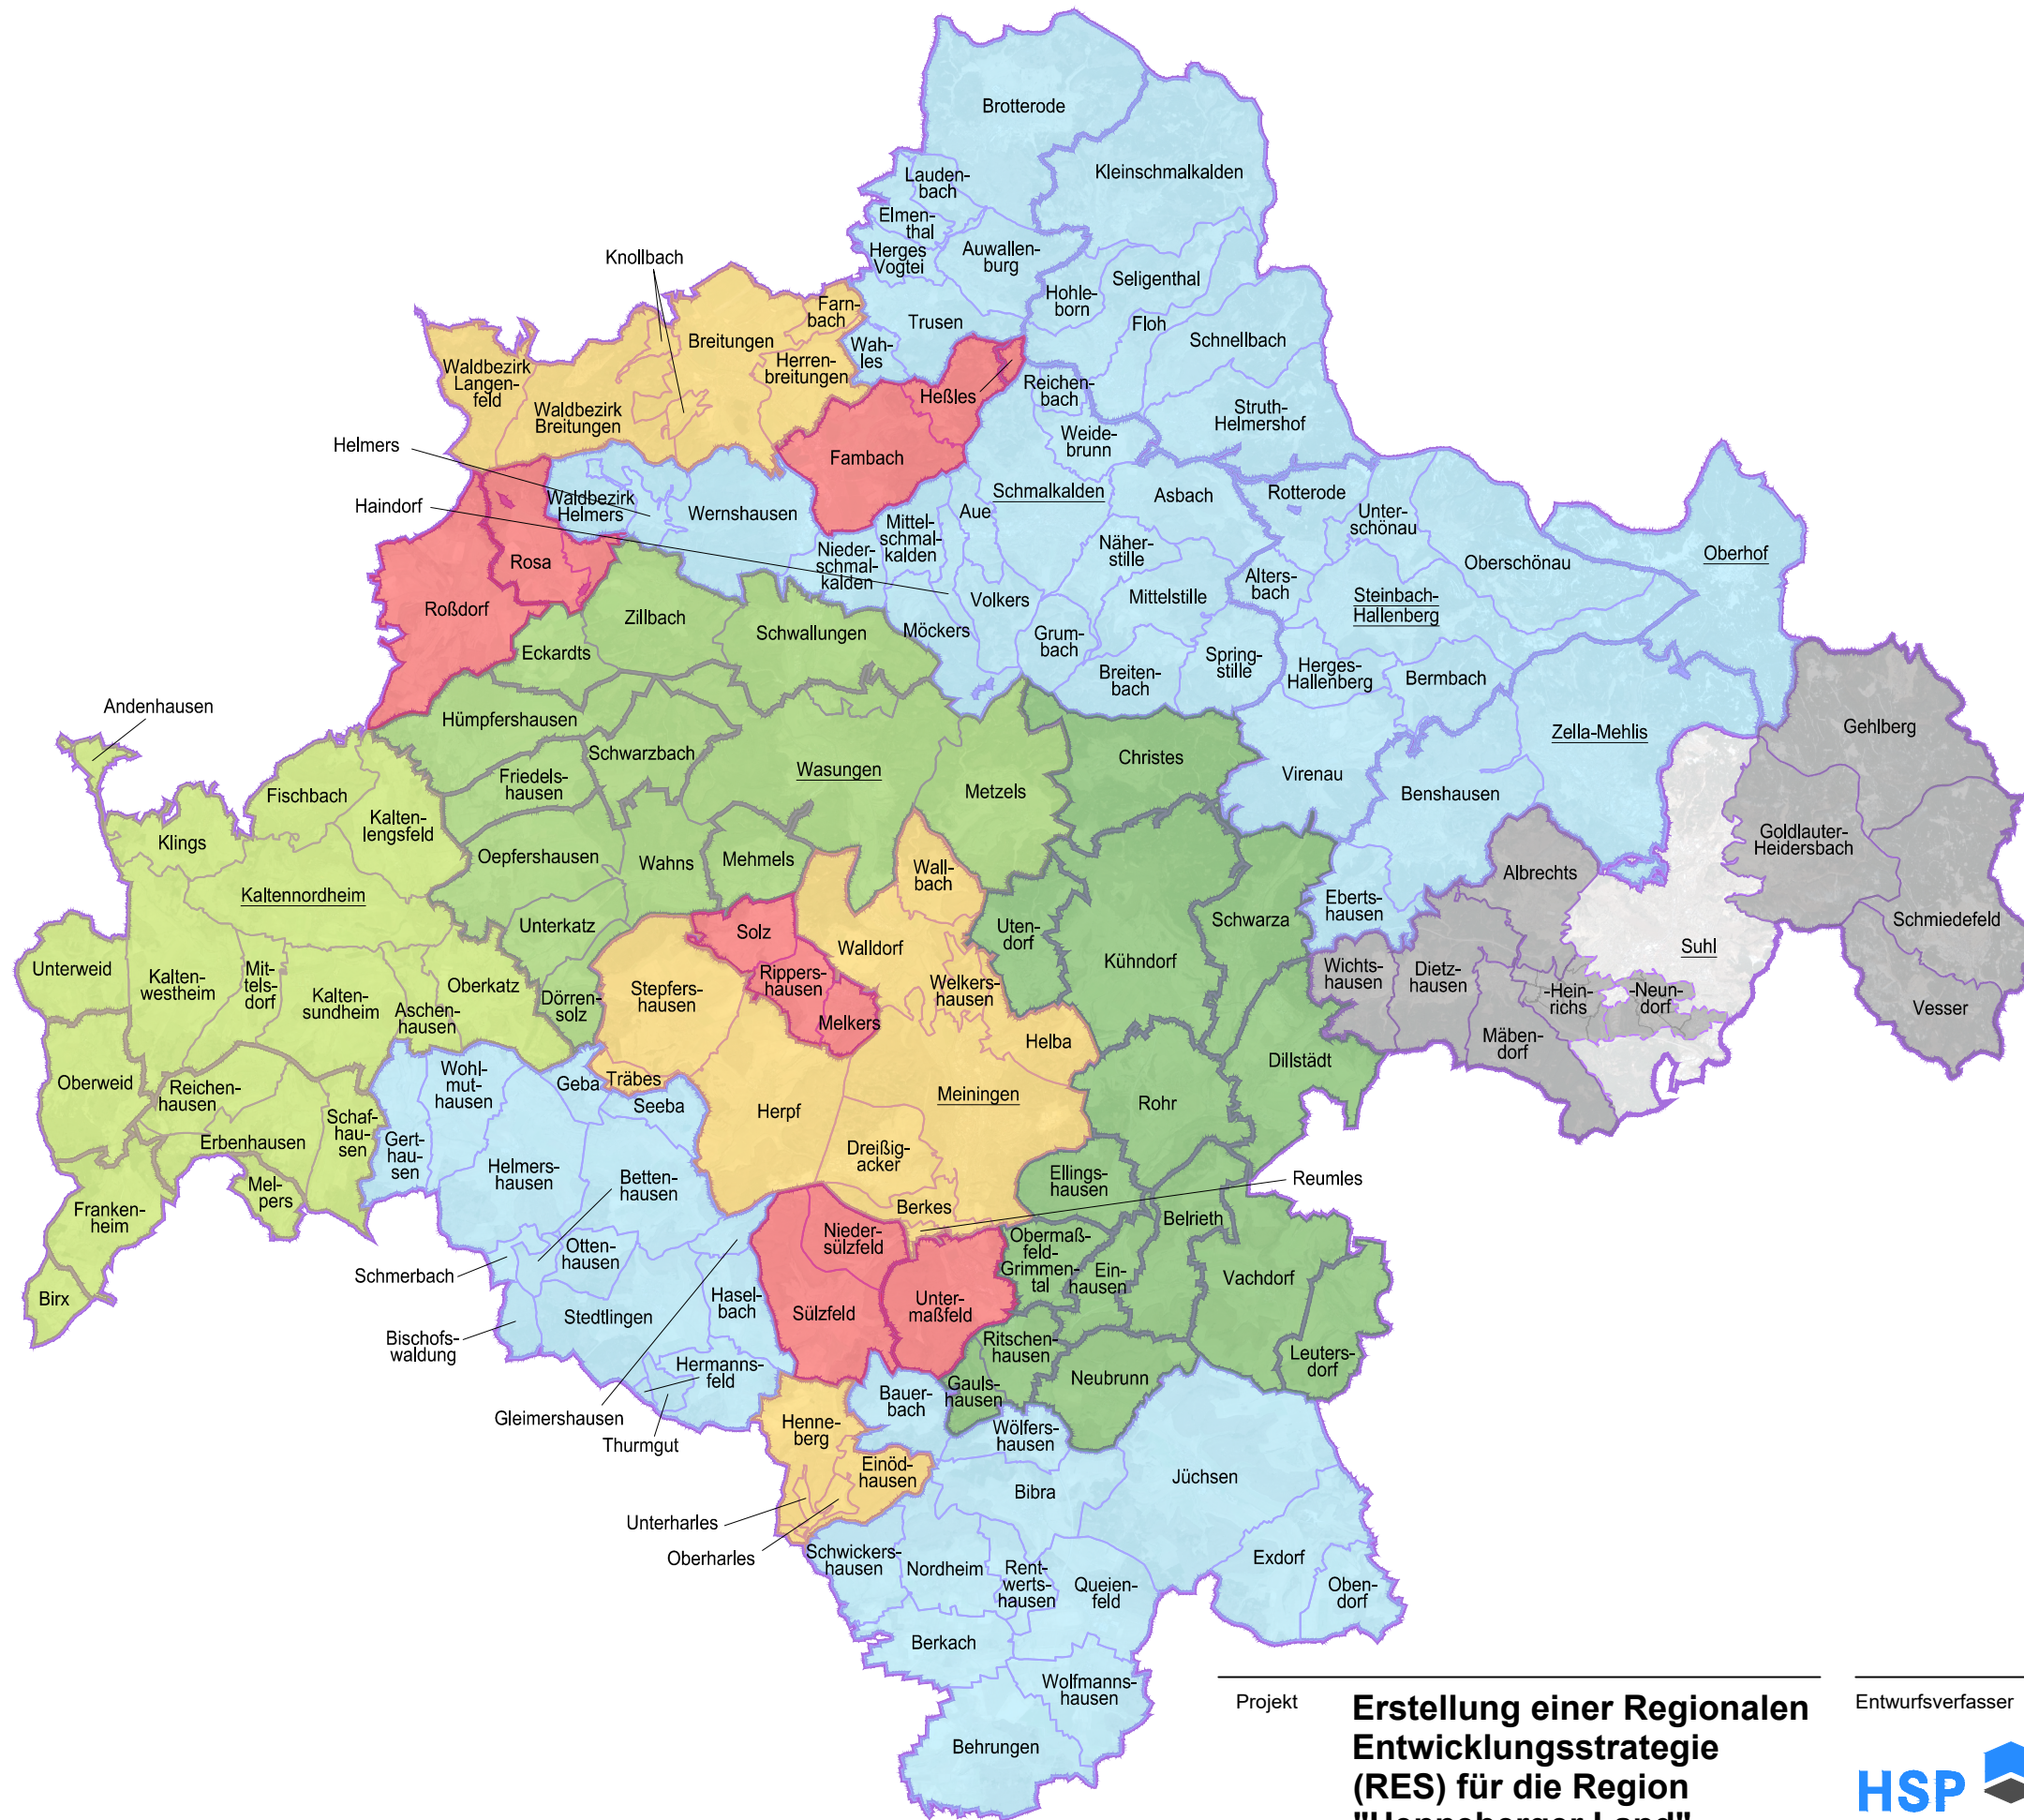 Brotterode
Kleinschmalkalden
Lauden-
bach
Elmen-
thal
Herges
Vogtei
Auwallen-
burg
Seligenthal
Hohle-
born
Knollbach
Farn-
bach
Breitungen
Trusen
Floh
Schnellbach
Wah-
les
Herren-
breitungen
Waldbezirk
Langen-
feld
Waldbezirk
Breitungen
Heßles
Reichen-
bach
Struth-
Helmershof
Weide-
brunn
Helmers
Fambach
Haindorf
Waldbezirk
Helmers
Wernshausen
Schmalkalden
Asbach
Rotterode
Aue
Mittel-
schmal-
kalden
Unter-
schönau
Oberschönau
Oberhof
Nieder-
schmal-
kalden
Näher-
stille
Rosa
Roßdorf
Alters-
bach
Steinbach-
Hallenberg
Volkers
Mittelstille
Zillbach
Schwallungen
Möckers
Grum-
bach
Eckardts
Breiten-
bach
Spring-
stille
Herges-
Hallenberg
Bermbach
Andenhausen
Hümpfershausen
Gehlberg
Zella-Mehlis
Schwarzbach
Christes
Wasungen
Virenau
Friedels-
hausen
Metzels
Benshausen
Fischbach
Kalten-
lengsfeld
Klings
Goldlauter-
Heidersbach
Oepfershausen
Wahns
Mehmels
Wall-
bach
Albrechts
Kaltennordheim
Eberts-
hausen
Unterkatz
Solz
Uten-
dorf
Schwarza
Schmiedefeld
Walldorf
Suhl
Kühndorf
Unterweid
Kalten-
westheim
Mit-
tels-
dorf
Kalten-
sundheim
Oberkatz
Aschen-
hausen
Dörren-
solz
Stepfers-
hausen
Rippers-
hausen
Welkers-
hausen
Wichts-
hausen
Dietz-
hausen
-Hein-
richs
-Neun-
dorf
Vesser
Melkers
Helba
Mäben-
dorf
Dillstädt
Oberweid
Reichen-
hausen
Wohl-
mut-
hausen
Geba
Träbes
Seeba
Meiningen
Herpf
Rohr
Erbenhausen
Schaf-
hau-
sen
Gert-
hau-
sen
Dreißig-
acker
Helmers-
hausen
Betten-
hausen
Ellings-
hausen
Reumles
Mel-
pers
Franken-
heim
Berkes
Belrieth
Nieder-
sülzfeld
Obermaß-
feld-
Grimmen-
tal
Otten-
hausen
Schmerbach
Ein-
hausen
Vachdorf
Birx
Hasel-
bach
Stedtlingen
Sülzfeld
Unter-
maßfeld
Bischofs-
waldung
Ritschen-
hausen
Leuters-
dorf
Hermanns-
feld
Neubrunn
Gauls-
hausen
Bauer-
bach
Gleimershausen
Thurmgut
Henne-
berg
Wölfers-
hausen
Einöd-
hausen
Jüchsen
Bibra
Unterharles
Oberharles
Schwickers-
hausen
Nordheim
Rent-
werts-
hausen
Queien-
feld
Exdorf
Oben-
dorf
Berkach
Wolfmanns-
hausen
Behrungen
Projekt
Erstellung einer Regionalen
Entwicklungsstrategie
(RES) für die Region
"Henneberger Land"
Entwurfsverfasser
HSP